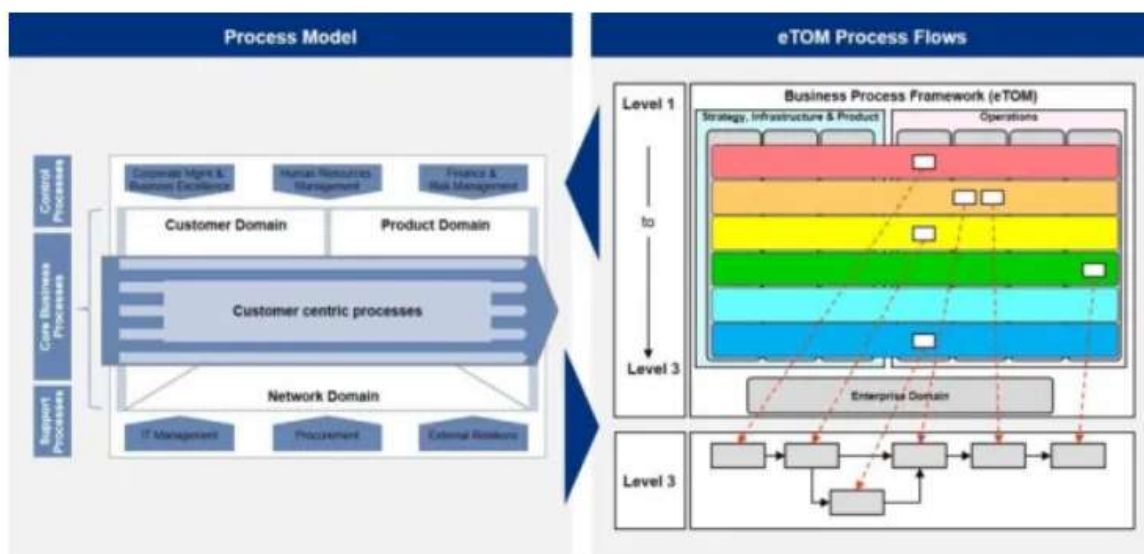 Process Model
Control
Processes
Core Business
Processes
Support
Processes
Corporate Mgmt &
Business Excellence
Human Resources
Management
Finance &
Risk Management
Customer Domain
Product Domain
Customer centric processes
Network Domain
IT Management
Procurement
External Relations
eTOM Process Flows
Level 1
to
Level 3
Business Process Framework (eTOM)
Strategy, Infrastructure & Product
Operations
Enterprise Domain
Level 3